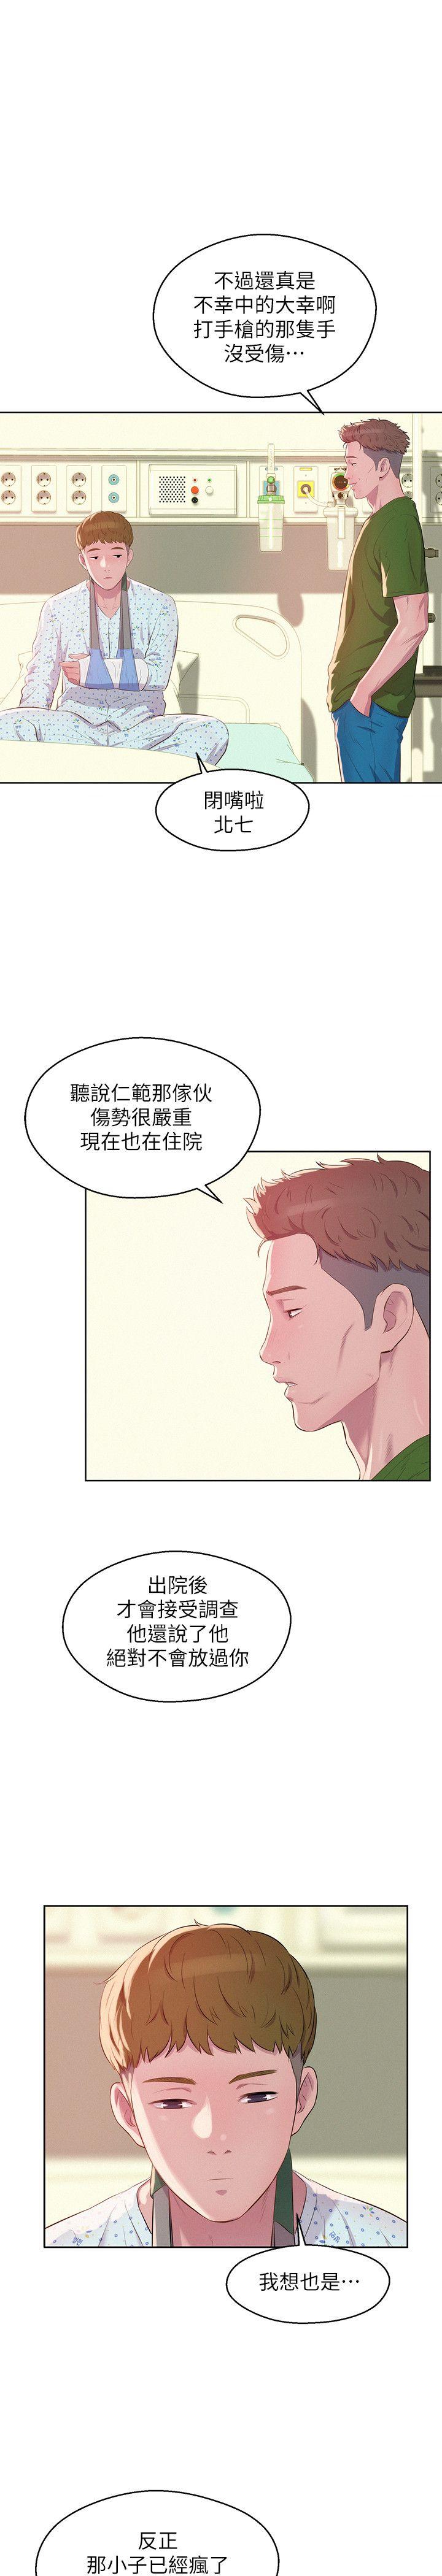 不過還真是
不幸中的大幸啊
打手槍的那隻手
沒受傷⋯
閉嘴啦
北七
聽說仁範那傢伙
傷勢很嚴重
現在也在住院
出院後
才會接受調查
他還說了他
絕對不會放過你
我想也是⋯
反正
那小子已經瘋了